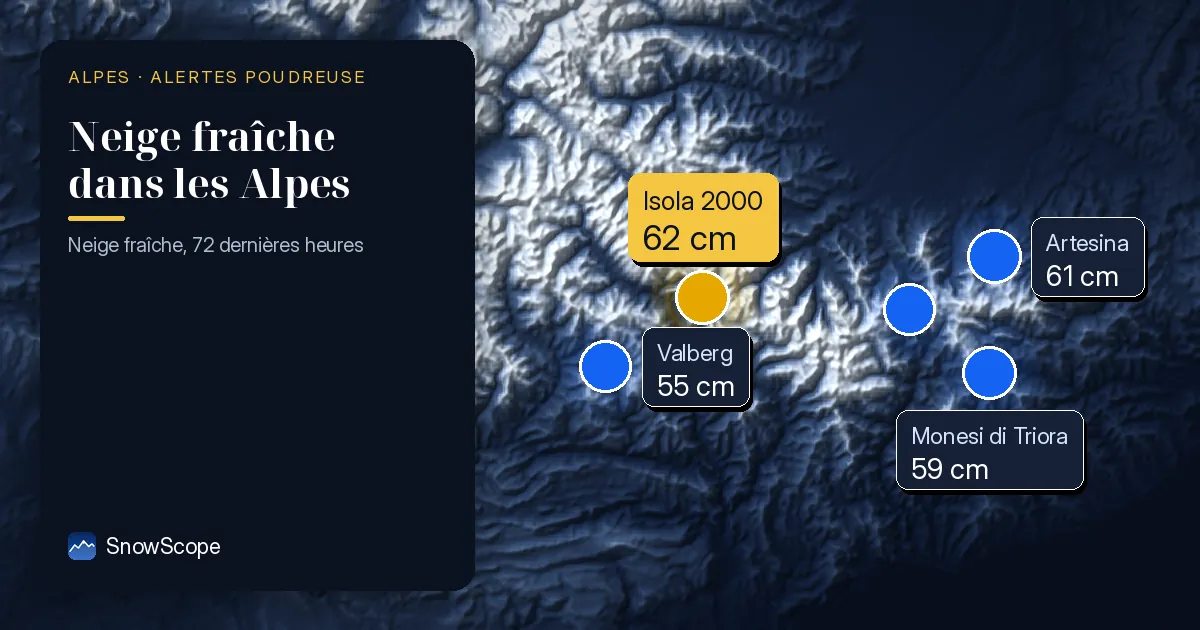 ALPES · ALERTES POUDREUSE
Neige fraîche
dans les Alpes
Neige fraîche, 72 dernières heures
SnowScope
Isola 2000
62 cm
Valberg
55 cm
Artesina
61 cm
Monesi di Triora
59 cm